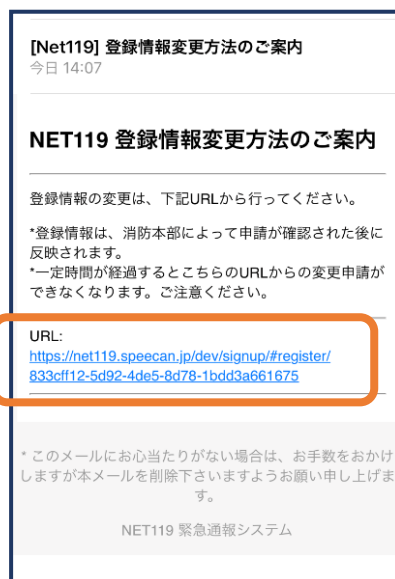 [Net119] 登録情報変更方法のご案内
今日 14:07
NET119 登録情報変更方法のご案内
登録情報の変更は、下記URLから行ってください。
*登録情報は、消防本部によって申請が確認された後に
反映されます。
*一定時間が経過するとこちらのURLからの変更申請が
できなくなります。ご注意ください。
URL:
https://net119.speecan.jp/dev/signup/#register/
833cff12-5d92-4de5-8d78-1bdd3a661675
* このメールにお心当たりがない場合は、お手数をおかけ
しますが本メールを削除下さいますようお願い申し上げま
す。
NET119 緊急通報システム